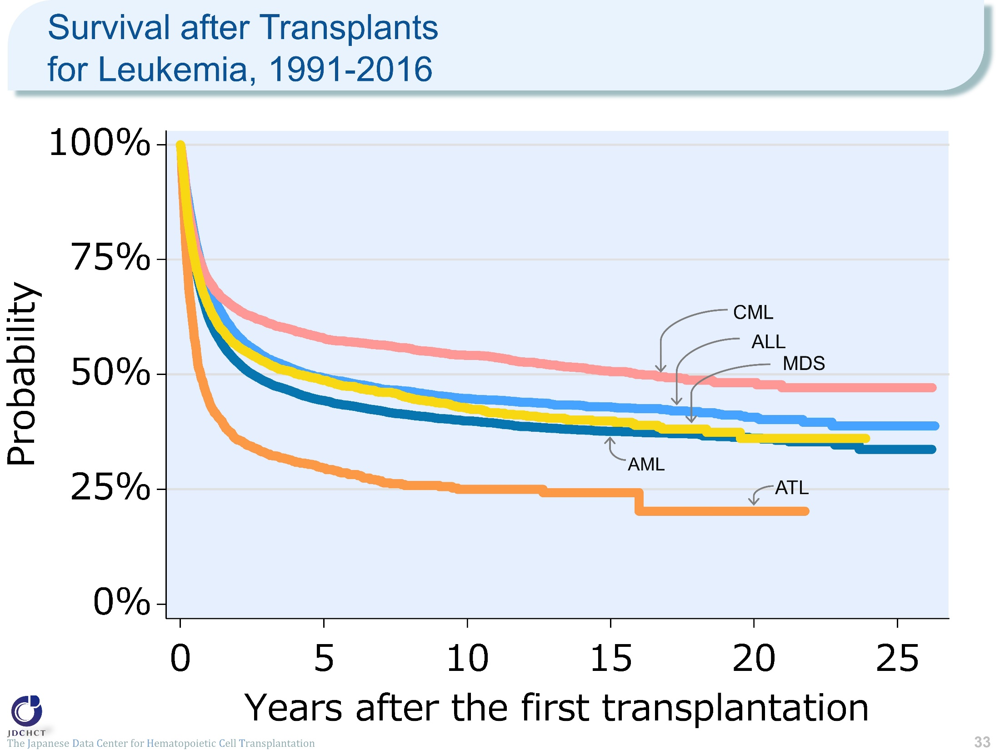 Survival after Transplants
for Leukemia, 1991-2016
100%
75%
50%
25%
0%
Probability
CML
ALL
MDS
AML
ATL
0 5 10 15 20 25
Years after the first transplantation
JDCHCT
The Japanese Data Center for Hematopoietic Cell Transplantation
33